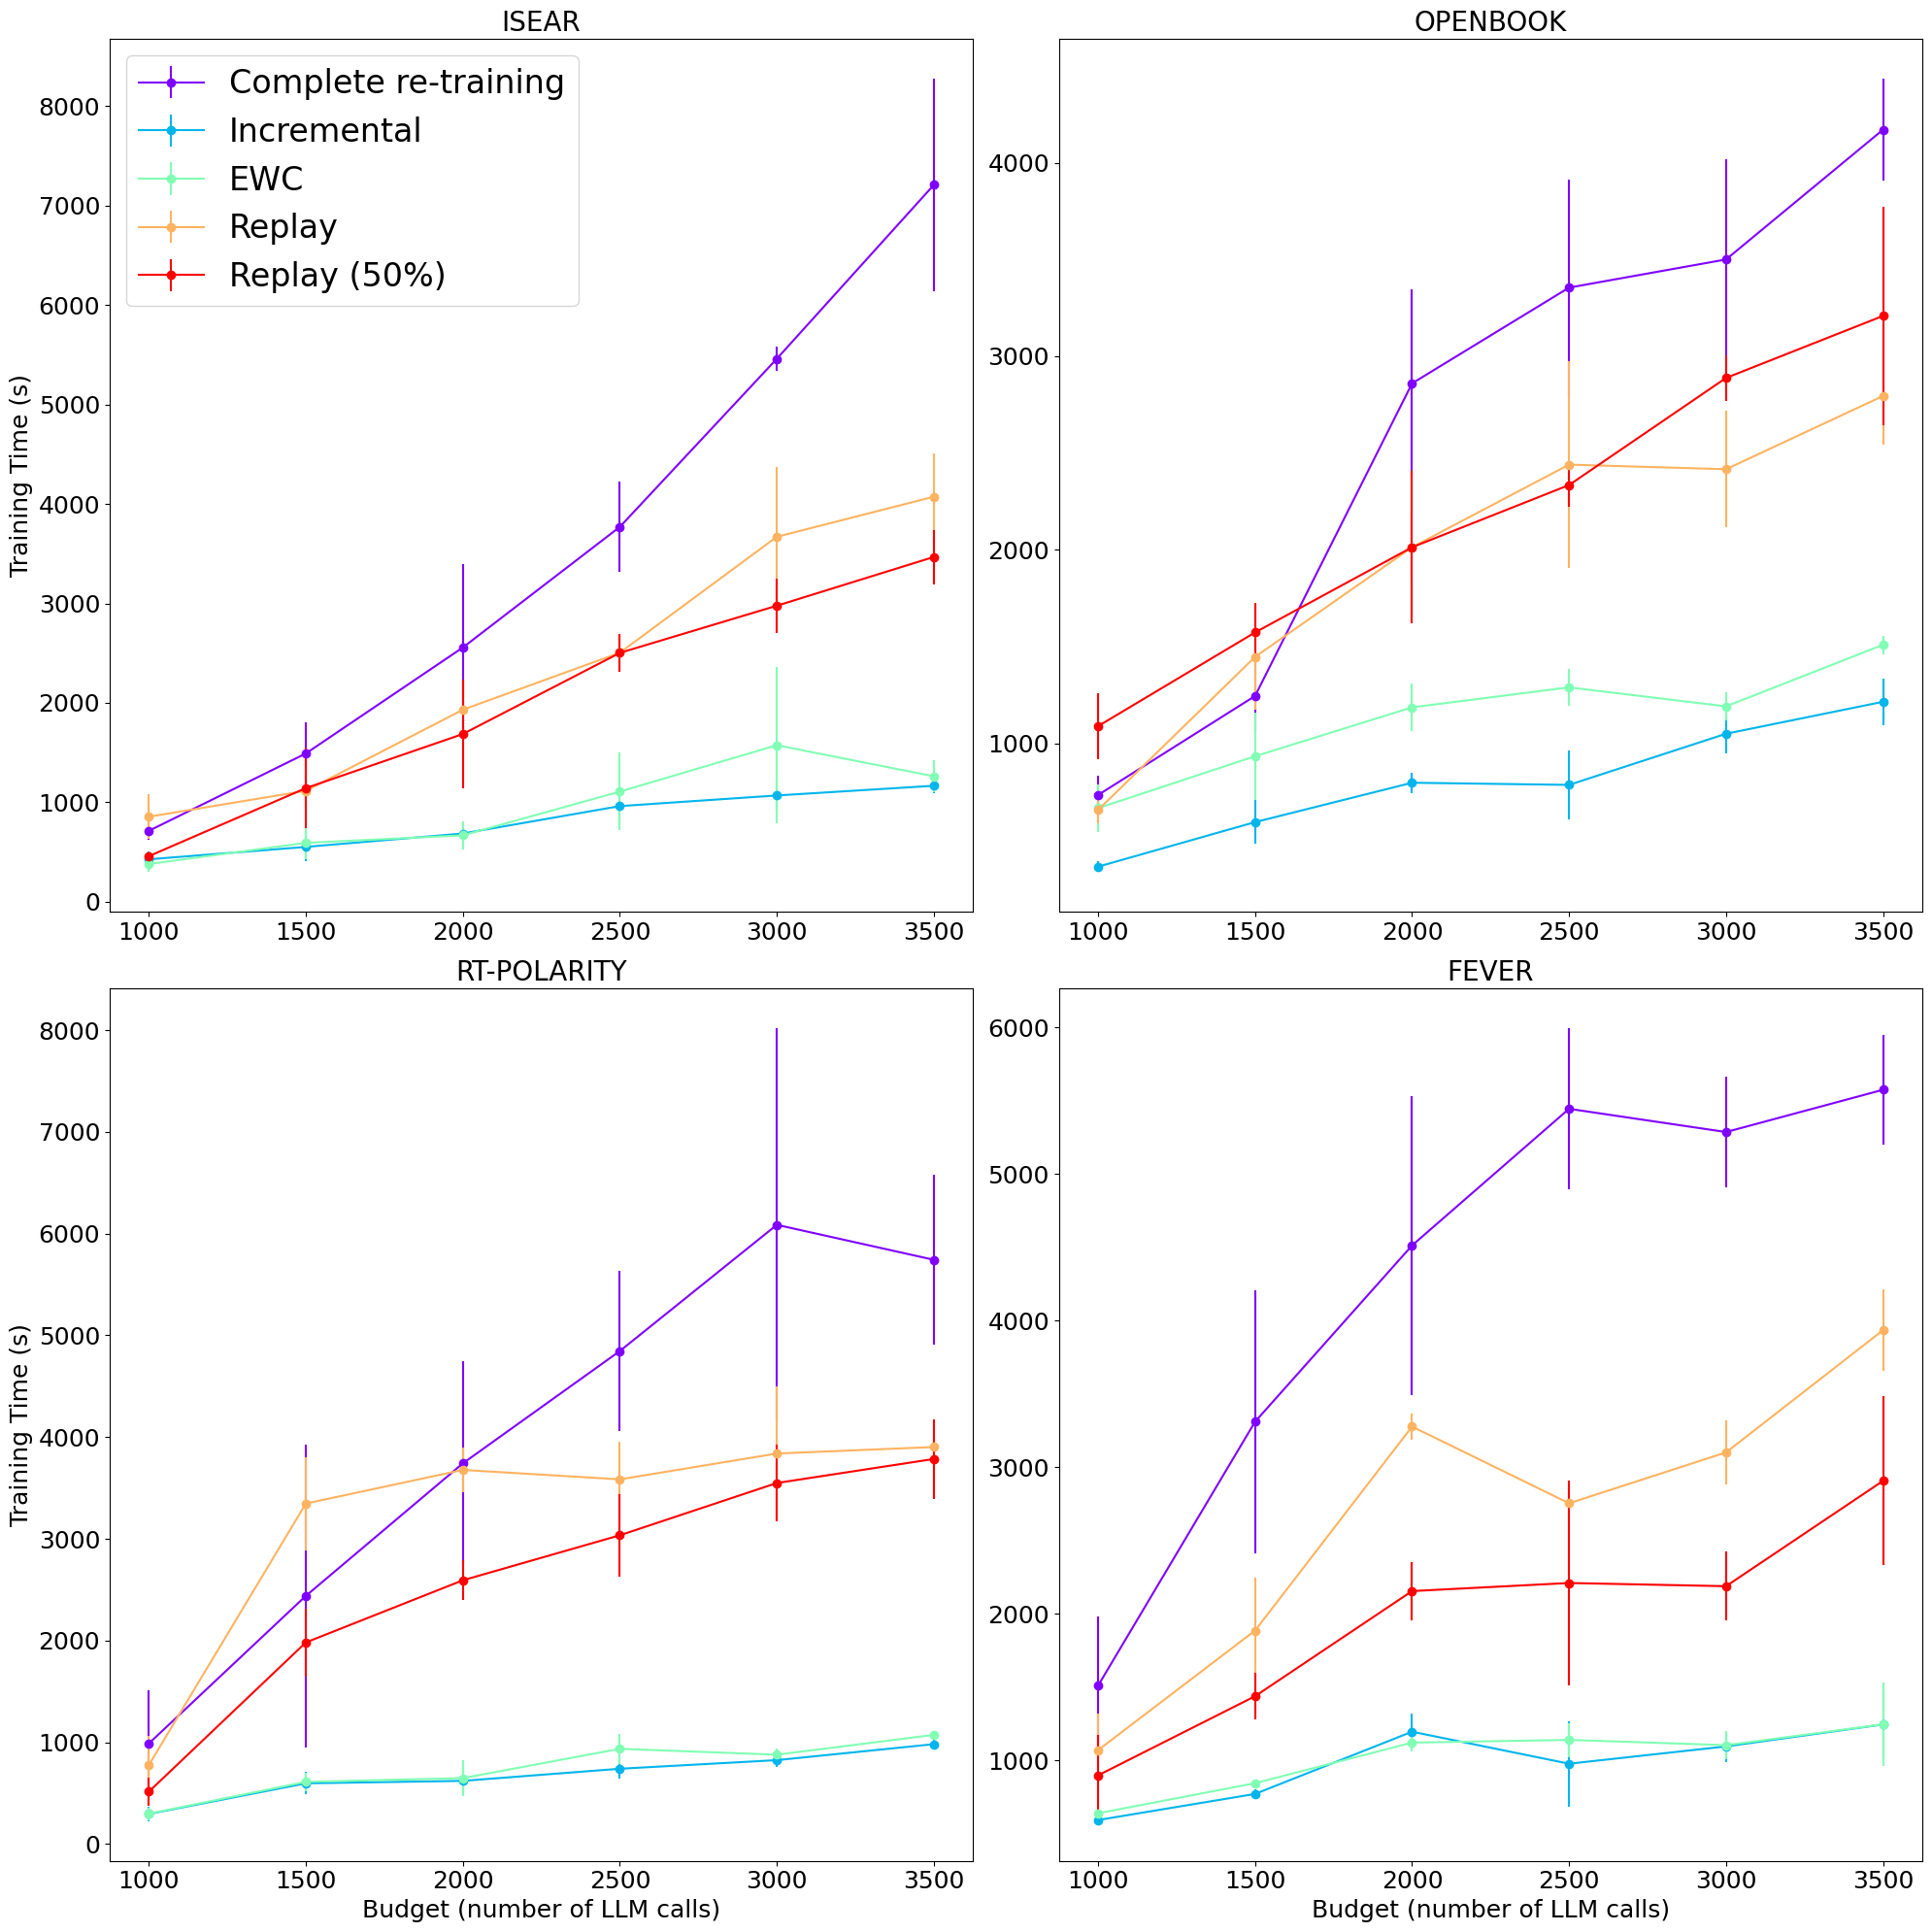 ISEAR
Complete re-training
Incremental
EWC
Replay
Replay (50%)
Training Time (s)
8000
7000
6000
5000
4000
3000
2000
1000
0
1000 1500 2000 2500 3000 3500
OPENBOOK
4000
3000
2000
1000
1000 1500 2000 2500 3000 3500
RT-POLARITY
Training Time (s)
8000
7000
6000
5000
4000
3000
2000
1000
0
1000 1500 2000 2500 3000 3500
Budget (number of LLM calls)
FEVER
6000
5000
4000
3000
2000
1000
1000 1500 2000 2500 3000 3500
Budget (number of LLM calls)